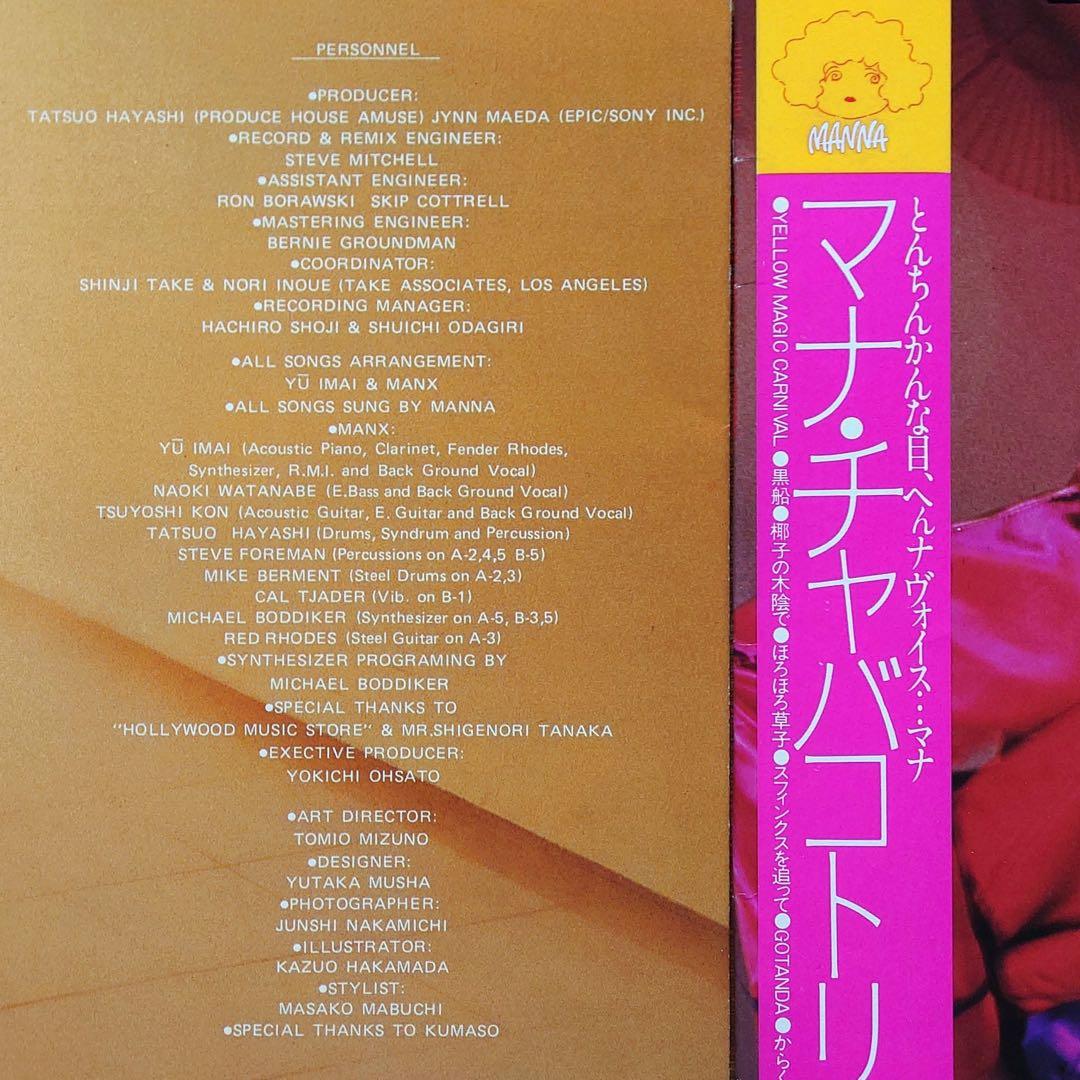 PERSONNEL
●PRODUCER:
TATSUO HAYASHI (PRODUCE HOUSE AMUSE) JYNN MAEDA (EPIC/SONY INC.)
●RECORD & REMIX ENGINEER:
STEVE MITCHELL
●ASSISTANT ENGINEER:
RON BORAWSKI SKIP COTTRELL
●MASTERING ENGINEER:
BERNIE GROUNDMAN
●COORDINATOR:
SHINJI TAKE & NORI INOUE (TAKE ASSOCIATES, LOS ANGELES)
●RECORDING MANAGER:
HACHIRO SHOJI & SHUICHI ODAGIRI
●ALL SONGS ARRANGEMENT:
YŪ IMAI & MANX
●ALL SONGS SUNG BY MANNA
●MANX:
YŪ IMAI (Acoustic Piano, Clarinet, Fender Rhodes,
Synthesizer, R.M.I. and Back Ground Vocal)
NAOKI WATANABE (E.Bass and Back Ground Vocal)
TSUYOSHI KON (Acoustic Guitar, E. Guitar and Back Ground Vocal)
TATSUO HAYASHI (Drums, Syndrum and Percussion)
STEVE FOREMAN (Percussions on A-2,4,5 B-5)
MIKE BERMENT (Steel Drums on A-2,3)
CAL TJADER (Vib. on B-1)
MICHAEL BODDIKER (Synthesizer on A-5, B-3,5)
RED RHODES (Steel Guitar on A-3)
●SYNTHESIZER PROGRAMING BY
MICHAEL BODDIKER
●SPECIAL THANKS TO
"HOLLYWOOD MUSIC STORE" & MR.SHIGENORI TANAKA
●EXECTIVE PRODUCER:
YOKICHI OHSATO
●ART DIRECTOR:
TOMIO MIZUNO
●DESIGNER:
YUTAKA MUSHA
●PHOTOGRAPHER:
JUNSHI NAKAMICHI
●ILLUSTRATOR:
KAZUO HAKAMADA
●STYLIST:
MASAKO MABUCHI
●SPECIAL THANKS TO KUMASO
MANNA
とんちんかんな目、へんナヴォイス・・マナ
マナ・チャバコトリ
●YELLOW MAGIC CARNIVAL●黒船●椰子の木陰で●ほろほろ草子●スフィンクスを追って●GOTANDA●からく